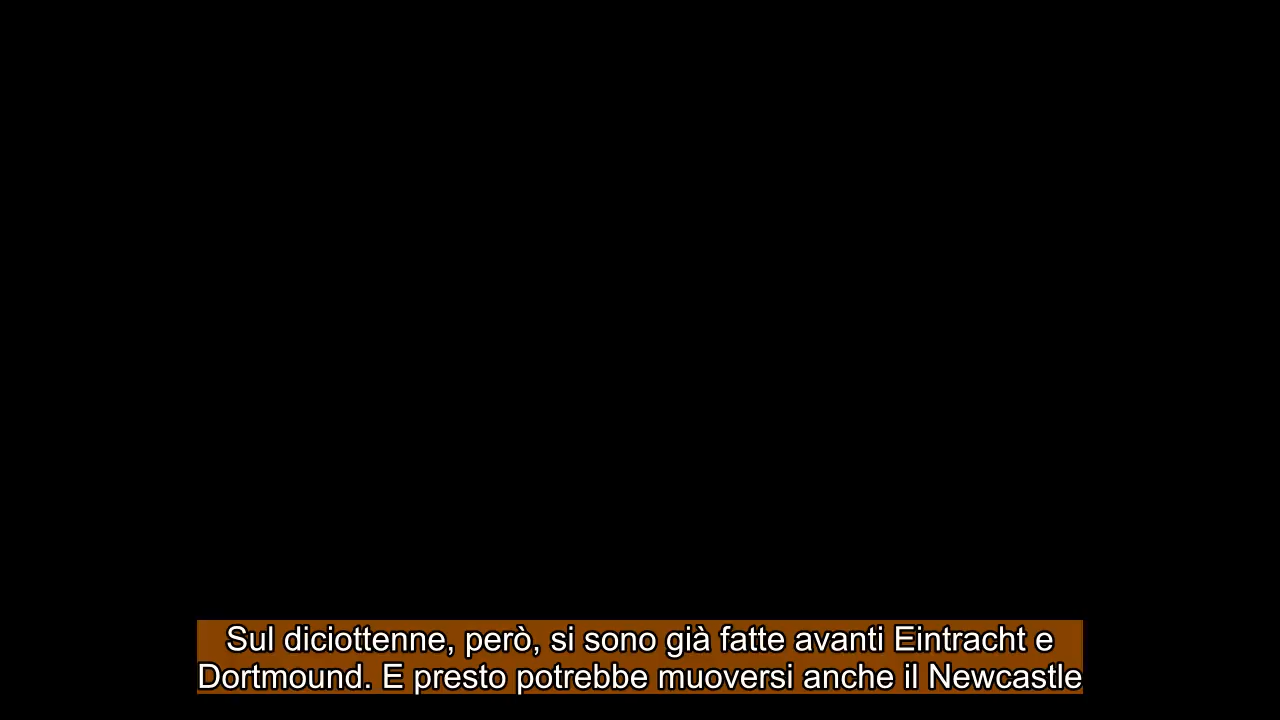 Sul diciottenne, però, si sono già fatte avanti Eintracht e
Dortmound. E presto potrebbe muoversi anche il Newcastle